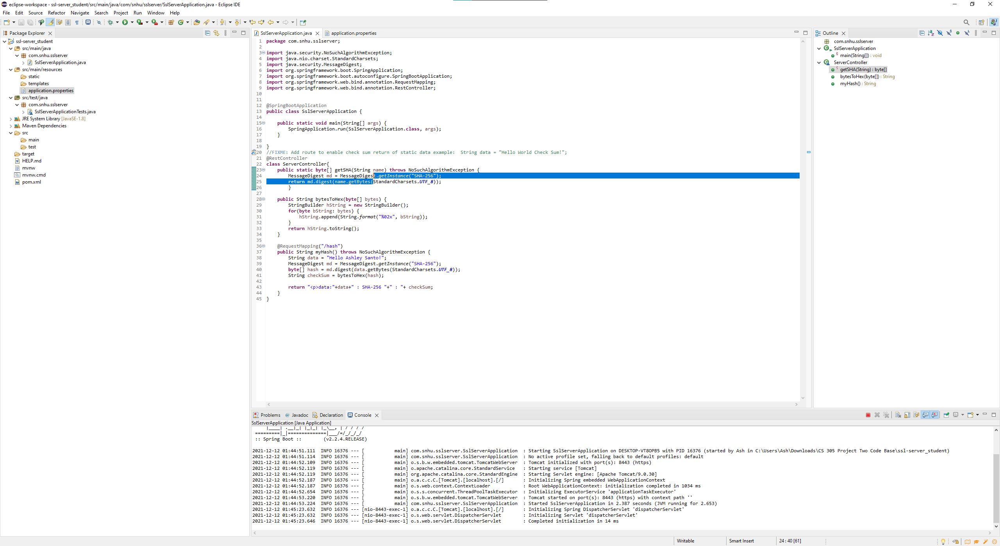 eclipse-workspace - ssl-server_student/src/main/java/com/snhu/sslserver/SslServerApplication.java - Eclipse IDE
File Edit Source Refactor Navigate Search Project Run Window Help
Package Explorer
ssl-server_student
src/main/java
com.snhu.sslserver
SslServerApplication.java
src/main/resources
static
templates
application.properties
src/test/java
com.snhu.sslserver
SslServerApplicationTests.java
JRE System Library [JavaSE-1.8]
Maven Dependencies
src
main
test
target
HELP.md
mvnw
mvnw.cmd
pom.xml
SslServerApplication.java application.properties
1 package com.snhu.sslserver;
2
3 import java.security.NoSuchAlgorithmException;
4 import java.nio.charset.StandardCharsets;
5 import java.security.MessageDigest;
6 import org.springframework.boot.SpringApplication;
7 import org.springframework.boot.autoconfigure.SpringBootApplication;
8 import org.springframework.web.bind.annotation.RequestMapping;
9 import org.springframework.web.bind.annotation.RestController;
10
11
12 @SpringBootApplication
13 public class SslServerApplication {
14
15     public static void main(String[] args) {
16         SpringApplication.run(SslServerApplication.class, args);
17     }
18
19 }
20 //FIXME: Add route to enable check sum return of static data example:  String data = "Hello World Check Sum!";
21 @RestController
22 class ServerController{
23     public static byte[] getSHA(String name) throws NoSuchAlgorithmException {
24         MessageDigest md = MessageDigest.getInstance("SHA-256");
25         return md.digest(name.getBytes(StandardCharsets.UTF_8));
26         }
27
28     public String bytesToHex(byte[] bytes) {
29         StringBuilder hString = new StringBuilder();
30         for(byte bString: bytes) {
31             hString.append(String.format("%02x", bString));
32         }
33         return hString.toString();
34     }
35
36     @RequestMapping("/hash")
37     public String myHash() throws NoSuchAlgorithmException {
38         String data = "Hello Ashley Santo!";
39         MessageDigest md = MessageDigest.getInstance("SHA-256");
40         byte[] hash = md.digest(data.getBytes(StandardCharsets.UTF_8));
41         String checkSum = bytesToHex(hash);
42
43         return "<p>data:"+data+" : SHA-256 "+" : "+ checkSum;
44     }
45 }
Outline
com.snhu.sslserver
SslServerApplication
main(String[]) : void
ServerController
getSHA(String) : byte[]
bytesToHex(byte[]) : String
myHash() : String
Problems Javadoc Declaration Console
SslServerApplication [Java Application]
|____| .__|_| |_|_| |_\__, | / / / /
=========|_|==============|___/=/_/_/_/
:: Spring Boot ::        (v2.2.4.RELEASE)
2021-12-12 01:44:51.111  INFO 16376 --- [           main] com.snhu.sslserver.SslServerApplication  : Starting SslServerApplication on DESKTOP-VT8OPB5 with PID 16376 (started by Ash in C:\Users\Ash\Downloads\CS 305 Project Two Code Base\ssl-server_student)
2021-12-12 01:44:51.114  INFO 16376 --- [           main] com.snhu.sslserver.SslServerApplication  : No active profile set, falling back to default profiles: default
2021-12-12 01:44:52.109  INFO 16376 --- [           main] o.s.b.w.embedded.tomcat.TomcatWebServer  : Tomcat initialized with port(s): 8443 (https)
2021-12-12 01:44:52.119  INFO 16376 --- [           main] o.apache.catalina.core.StandardService   : Starting service [Tomcat]
2021-12-12 01:44:52.119  INFO 16376 --- [           main] org.apache.catalina.core.StandardEngine  : Starting Servlet engine: [Apache Tomcat/9.0.30]
2021-12-12 01:44:52.187  INFO 16376 --- [           main] o.a.c.c.C.[Tomcat].[localhost].[/]       : Initializing Spring embedded WebApplicationContext
2021-12-12 01:44:52.187  INFO 16376 --- [           main] o.s.web.context.ContextLoader            : Root WebApplicationContext: initialization completed in 1034 ms
2021-12-12 01:44:52.654  INFO 16376 --- [           main] o.s.s.concurrent.ThreadPoolTaskExecutor  : Initializing ExecutorService 'applicationTaskExecutor'
2021-12-12 01:44:53.220  INFO 16376 --- [           main] o.s.b.w.embedded.tomcat.TomcatWebServer  : Tomcat started on port(s): 8443 (https) with context path ''
2021-12-12 01:44:53.224  INFO 16376 --- [           main] com.snhu.sslserver.SslServerApplication  : Started SslServerApplication in 2.387 seconds (JVM running for 2.653)
2021-12-12 01:45:23.632  INFO 16376 --- [nio-8443-exec-1] o.a.c.c.C.[Tomcat].[localhost].[/]       : Initializing Spring DispatcherServlet 'dispatcherServlet'
2021-12-12 01:45:23.632  INFO 16376 --- [nio-8443-exec-1] o.s.web.servlet.DispatcherServlet        : Initializing Servlet 'dispatcherServlet'
2021-12-12 01:45:23.646  INFO 16376 --- [nio-8443-exec-1] o.s.web.servlet.DispatcherServlet        : Completed initialization in 14 ms
Writable Smart Insert 24 : 40 [61]